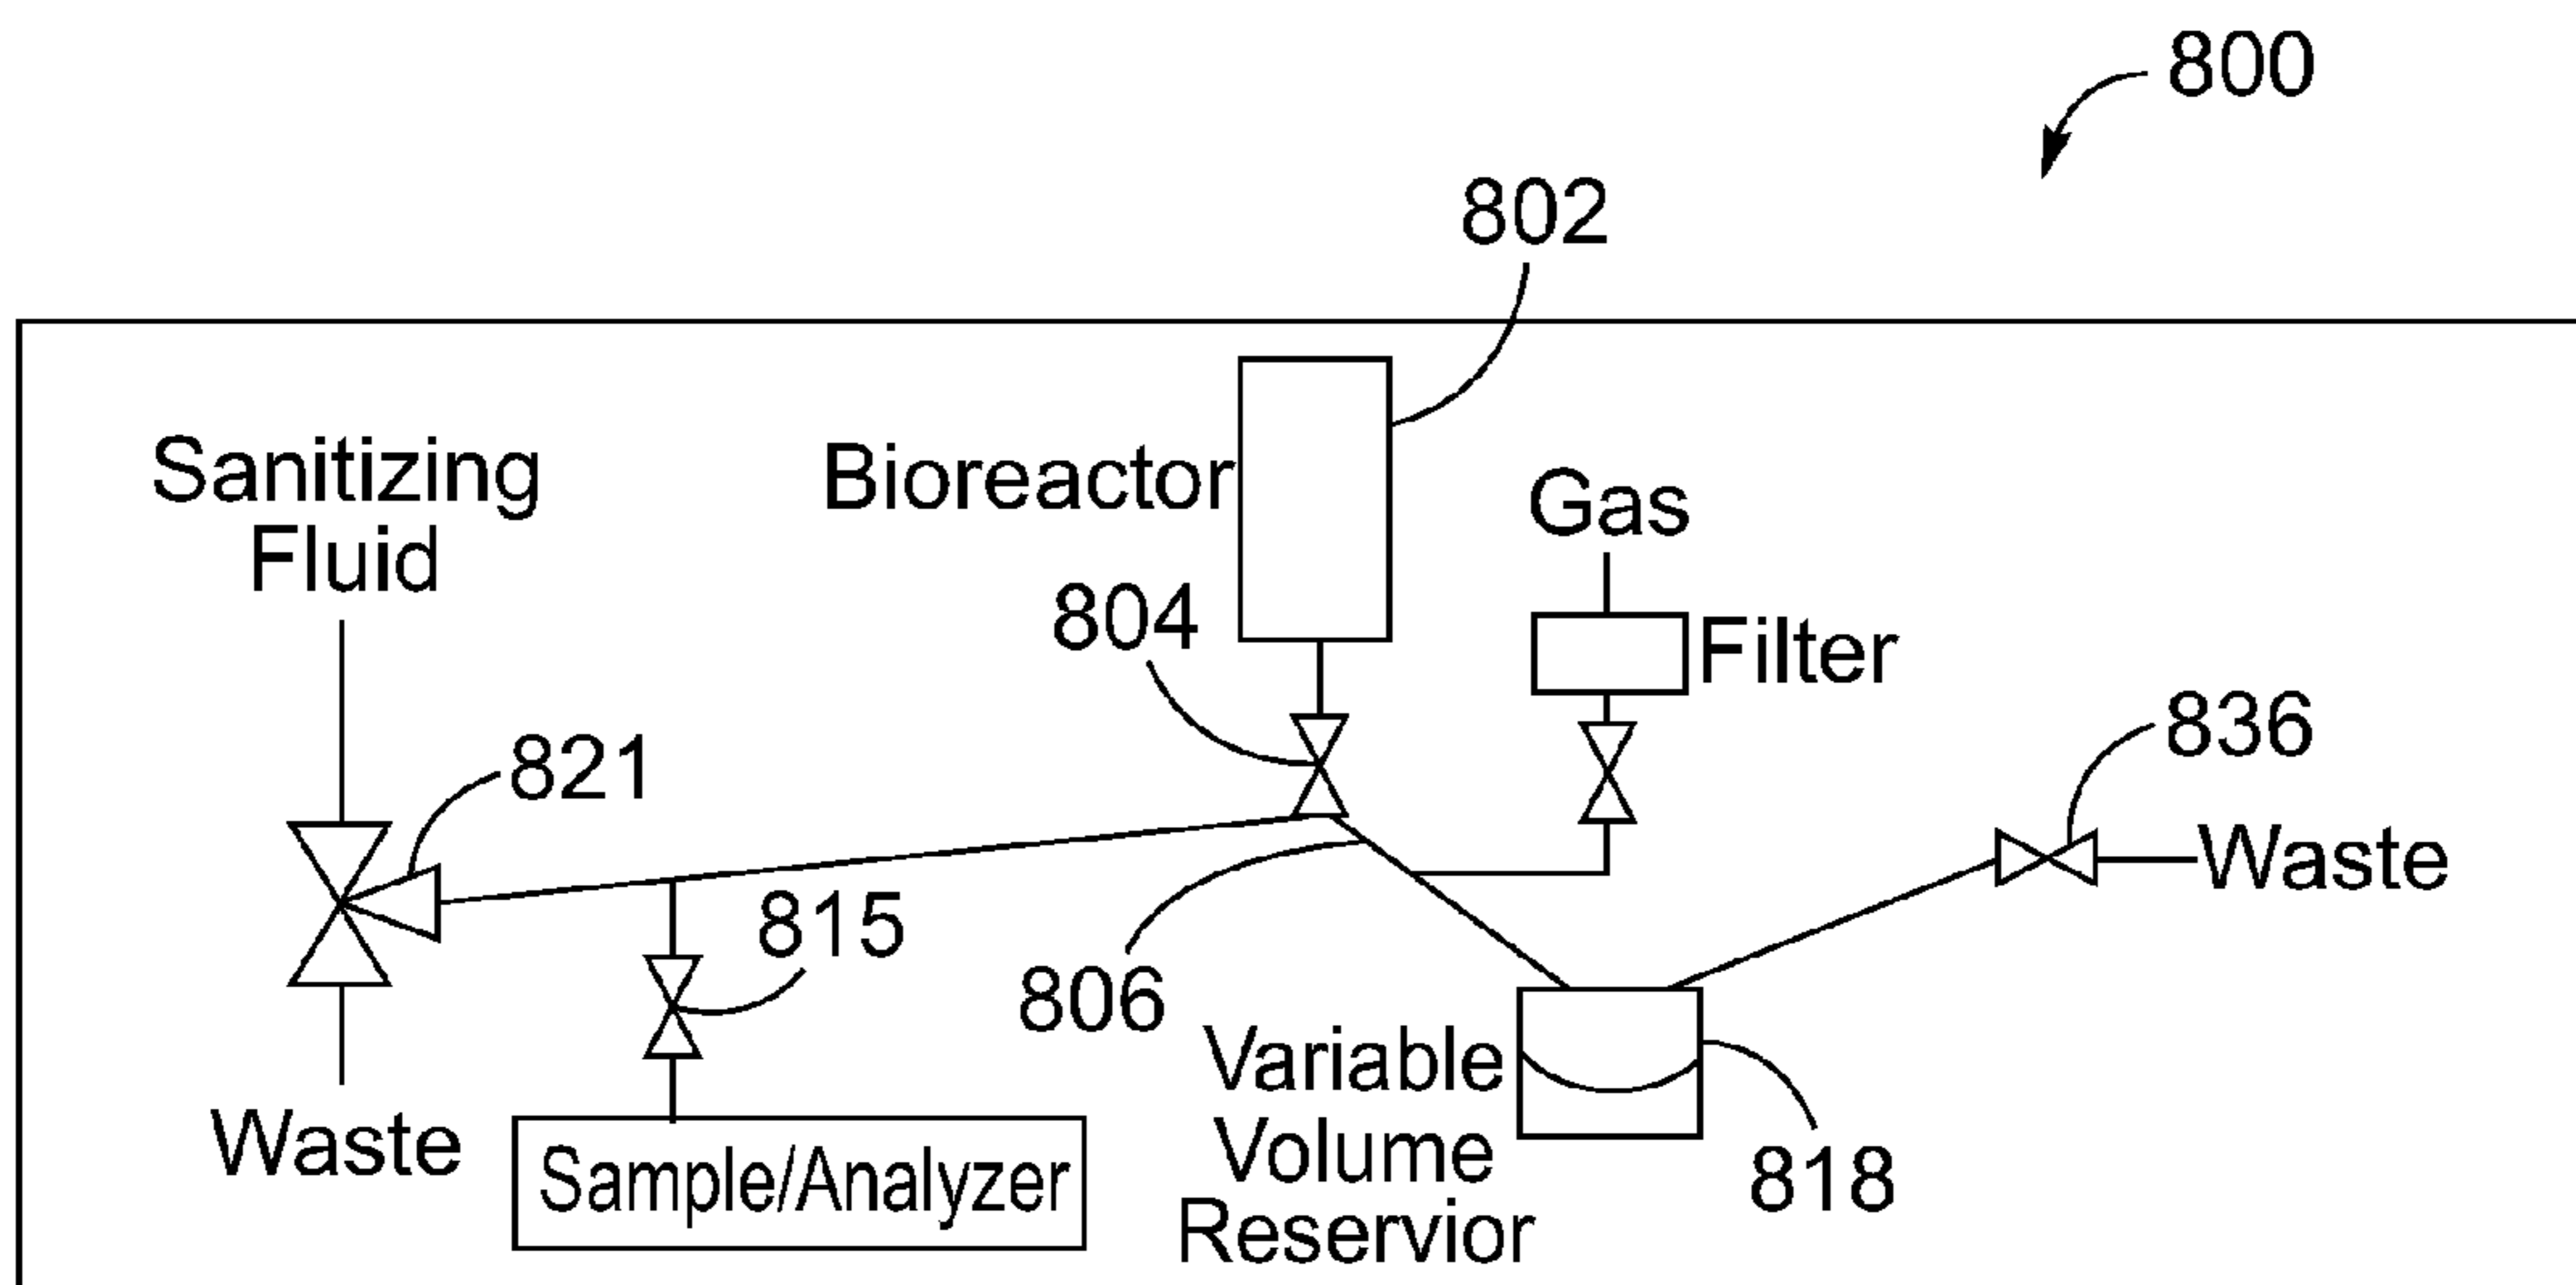 800
802
Sanitizing
Fluid
Bioreactor
Gas
804
Filter
836
821
Waste
815
806
818
Variable
Volume
Reservior
Waste
Sample/Analyzer